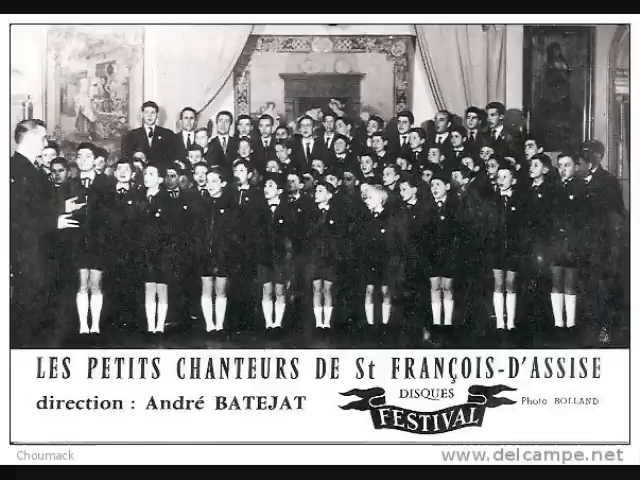 LES PETITS CHANTEURS DE St FRANÇOIS-D'ASSISE
direction : André BATEJAT
DISQUES
FESTIVAL
Photo ROLLAND
Choumack
www.delcampe.net